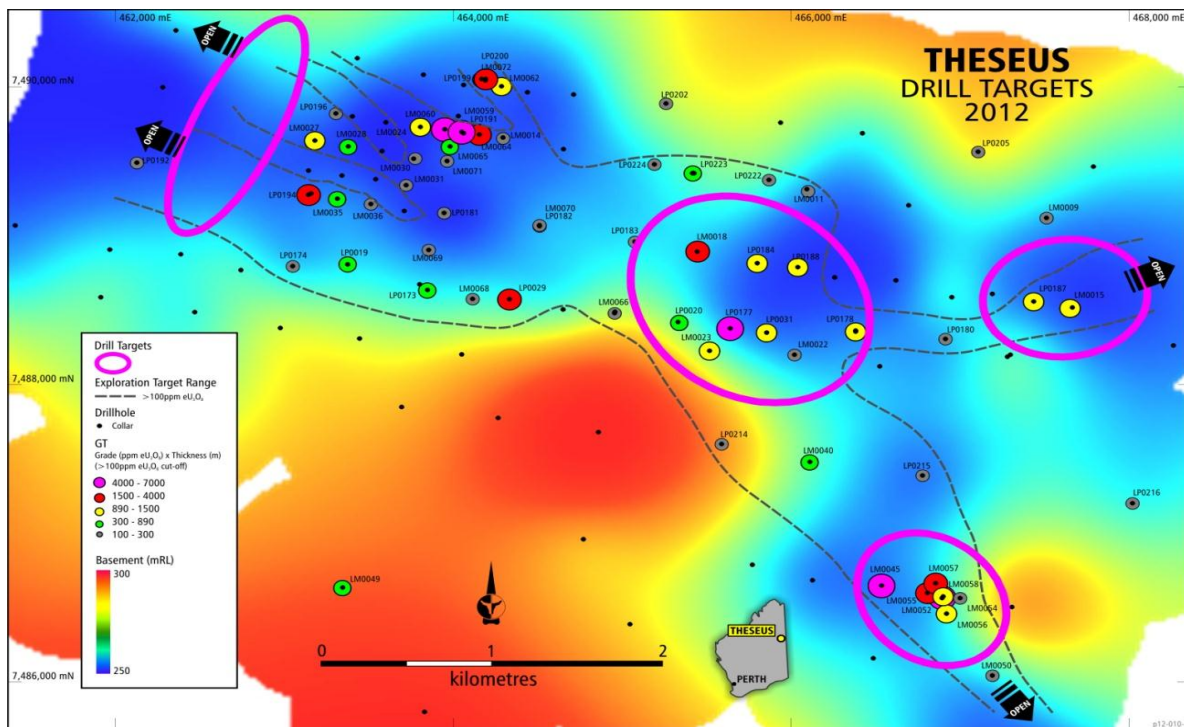 462,000 mE
464,000 mE
466,000 mE
468,000 mE
THESEUS
DRILL TARGETS
2012
OPEN
OPEN
7,490,000 mN
LP0200
LP0199
LM0072
LM0062
LP0202
LP0196
LM0059
LM0060
LP0191
LM0024
LM0014
LM0064
LM0027
LM0028
LM0065
LP0205
LP0192
LM0030
LM0071
LP0224
LP0223
LP0222
LM0031
LM0011
LP0194
LM0035
LM0036
LP0181
LM0070
LP0182
LM0009
LP0183
LM0018
LP0184
LP0188
LM0069
LP0174
LP0019
OPEN
LP0173
LM0068
LP0029
LM0066
LP0187
LM0015
LP0020
LP0177
LP0031
LP0178
LP0180
LM0023
LM0022
7,488,000 mN
LP0214
LM0040
LP0215
LP0216
LM0049
LM0045
LM0057
LM0058
LM0055
LM0054
LM0052
LM0056
LM0050
OPEN
7,486,000 mN
Drill Targets
Exploration Target Range
>100ppm eU₃O₈
Drillhole
Collar
GT
Grade (ppm eU₃O₈) x Thickness (m)
(>100ppm eU₃O₈ cut-off)
4000 - 7000
1500 - 4000
890 - 1500
300 - 890
100 - 300
Basement (mRL)
300
250
0
1
2
kilometres
THESEUS
PERTH